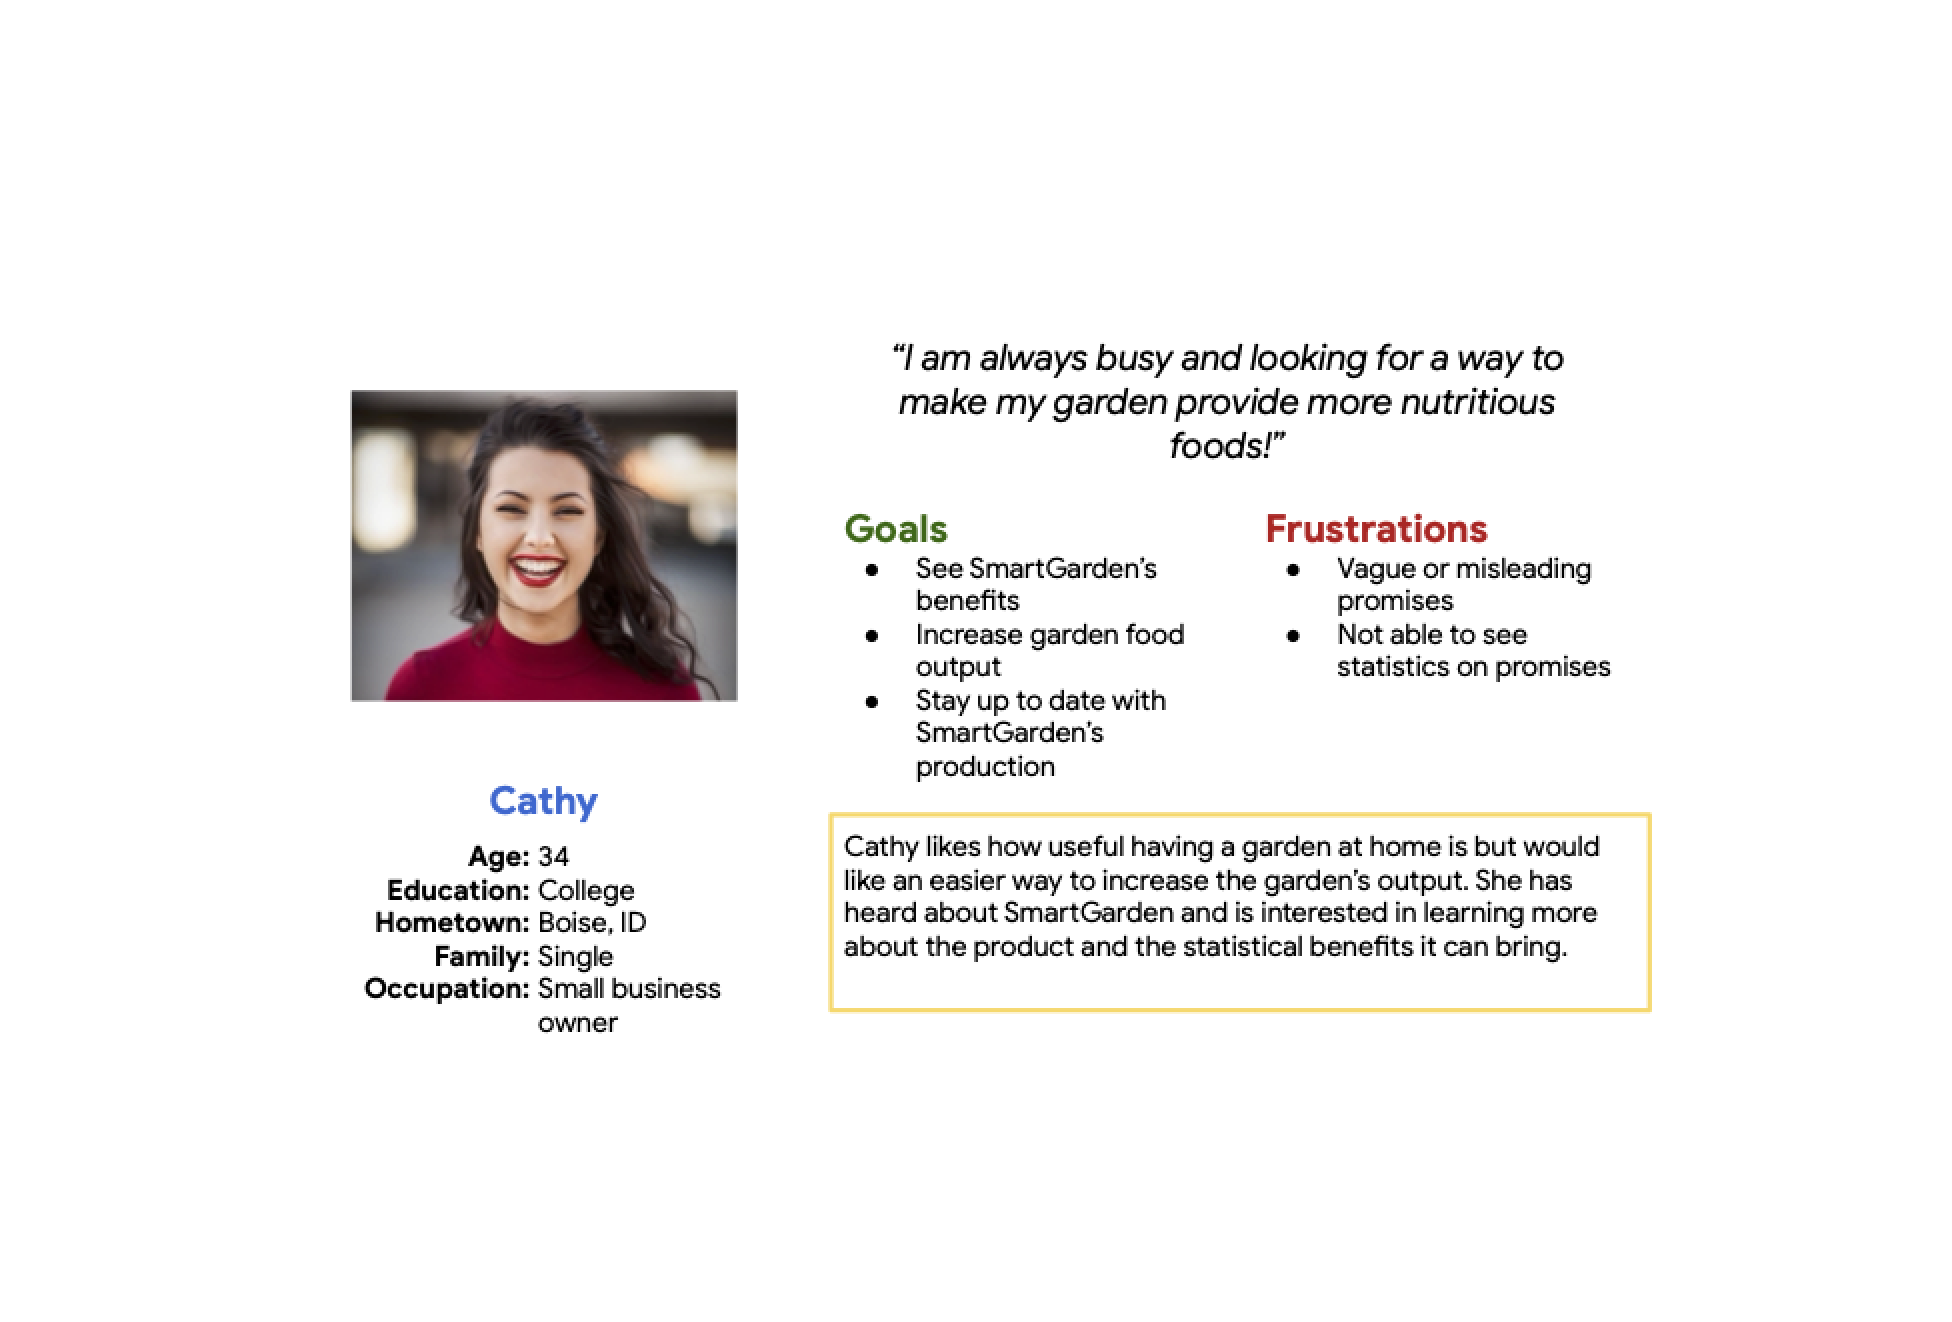 “I am always busy and looking for a way to
make my garden provide more nutritious
foods!”
Goals
● See SmartGarden’s
benefits
● Increase garden food
output
● Stay up to date with
SmartGarden’s
production
Frustrations
● Vague or misleading
promises
● Not able to see
statistics on promises
Cathy
Age: 34
Education: College
Hometown: Boise, ID
Family: Single
Occupation: Small business
owner
Cathy likes how useful having a garden at home is but would
like an easier way to increase the garden’s output. She has
heard about SmartGarden and is interested in learning more
about the product and the statistical benefits it can bring.